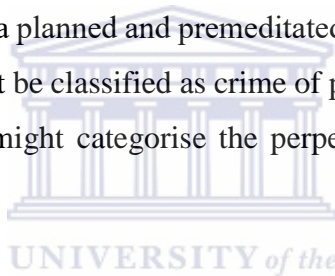 a planned and premeditated
t be classified as crime of p
might categorise the perpe
UNIVERSITY of the